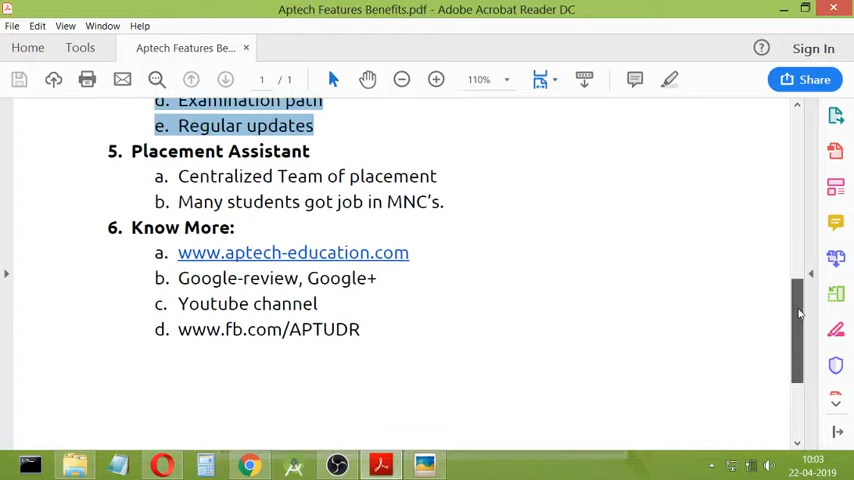 Aptech Features Benefits.pdf - Adobe Acrobat Reader DC
File Edit View Window Help
Home Tools Aptech Features Be... × ? Sign In
1 / 1 110% Share
d. Examination path
e. Regular updates
5. Placement Assistant
a. Centralized Team of placement
b. Many students got job in MNC's.
6. Know More:
a. www.aptech-education.com
b. Google-review, Google+
c. Youtube channel
d. www.fb.com/APTUDR
10:03
22-04-2019